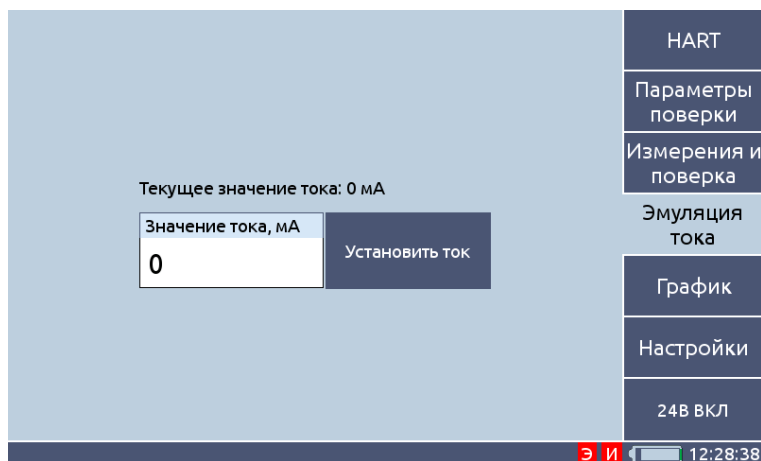 HART
Параметры
поверки
Измерения и
поверка
Текущее значение тока: 0 мА
Эмуляция
тока
Значение тока, мА
0
Установить ток
График
Настройки
24В ВКЛ
Э И 12:28:38